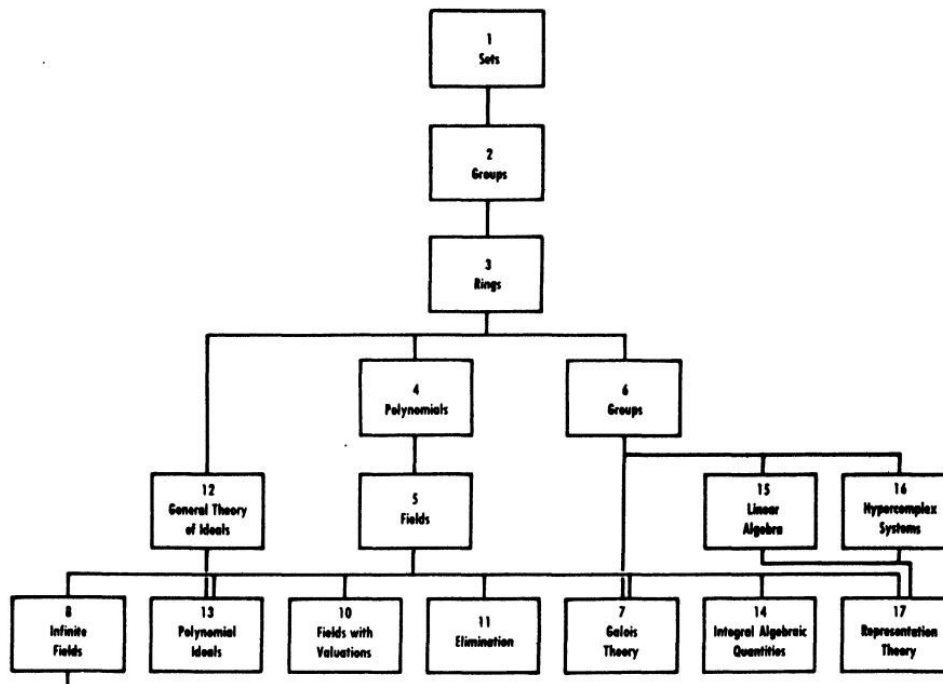 1
Sets
2
Groups
3
Rings
4
Polynomials
6
Groups
12
General Theory
of Ideals
5
Fields
15
Linear
Algebra
16
Hypercomplex
Systems
8
Infinite
Fields
13
Polynomial
Ideals
10
Fields with
Valuations
11
Elimination
7
Galois
Theory
14
Integral Algebraic
Quantities
17
Representation
Theory